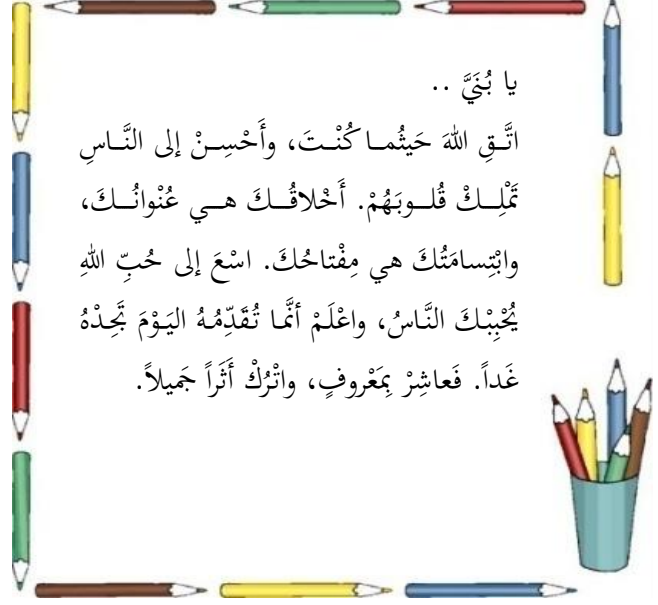 يا بُنَيَّ ..
اتَّقِ اللهَ حَيثُما كُنْتَ، وأَحْسِنْ إلى النَّاسِ
تَمْلِكْ قُلوبَهُمْ. أَخْلاقُكَ هي عُنْوانُكَ،
وابْتِسامَتُكَ هي مِفْتاحُكَ. اسْعَ إلى حُبِّ اللهِ
يُحْبِبْكَ النَّاسُ، واعْلَمْ أنَّما تُقَدِّمُهُ اليَوْمَ تَجِدْهُ
غَداً. فَعاشِرْ بِمَعْروفٍ، واتْرُكْ أَثَراً جَميلاً.